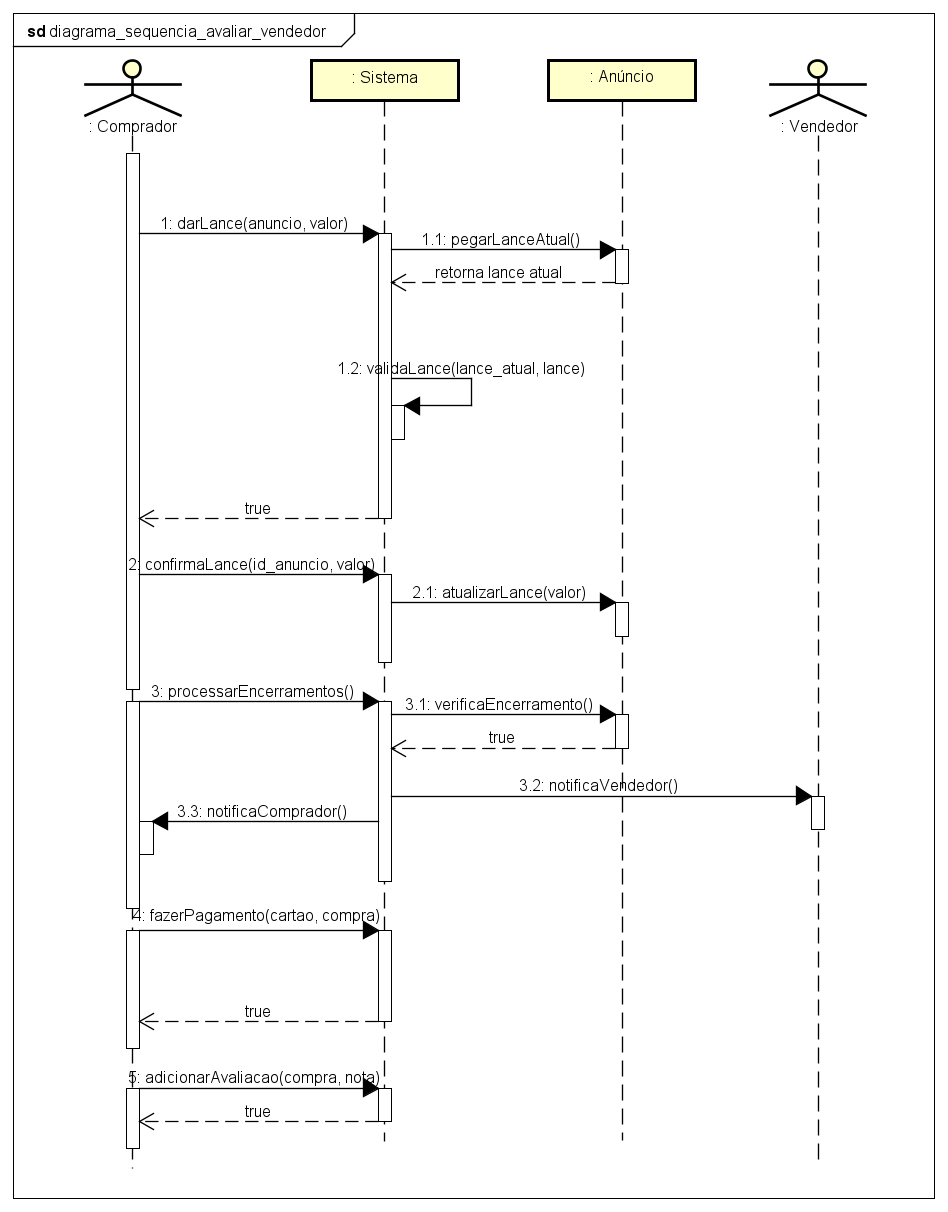 sd diagrama_sequencia_avaliar_vendedor
: Sistema
: Anúncio
: Comprador
: Vendedor
1: darLance(anuncio, valor)
1.1: pegarLanceAtual()
retorna lance atual
1.2: validaLance(lance_atual, lance)
true
2: confirmaLance(id_anuncio, valor)
2.1: atualizarLance(valor)
3: processarEncerramentos()
3.1: verificaEncerramento()
true
3.2: notificaVendedor()
3.3: notificaComprador()
4: fazerPagamento(cartao, compra)
true
5: adicionarAvaliacao(compra, nota)
true